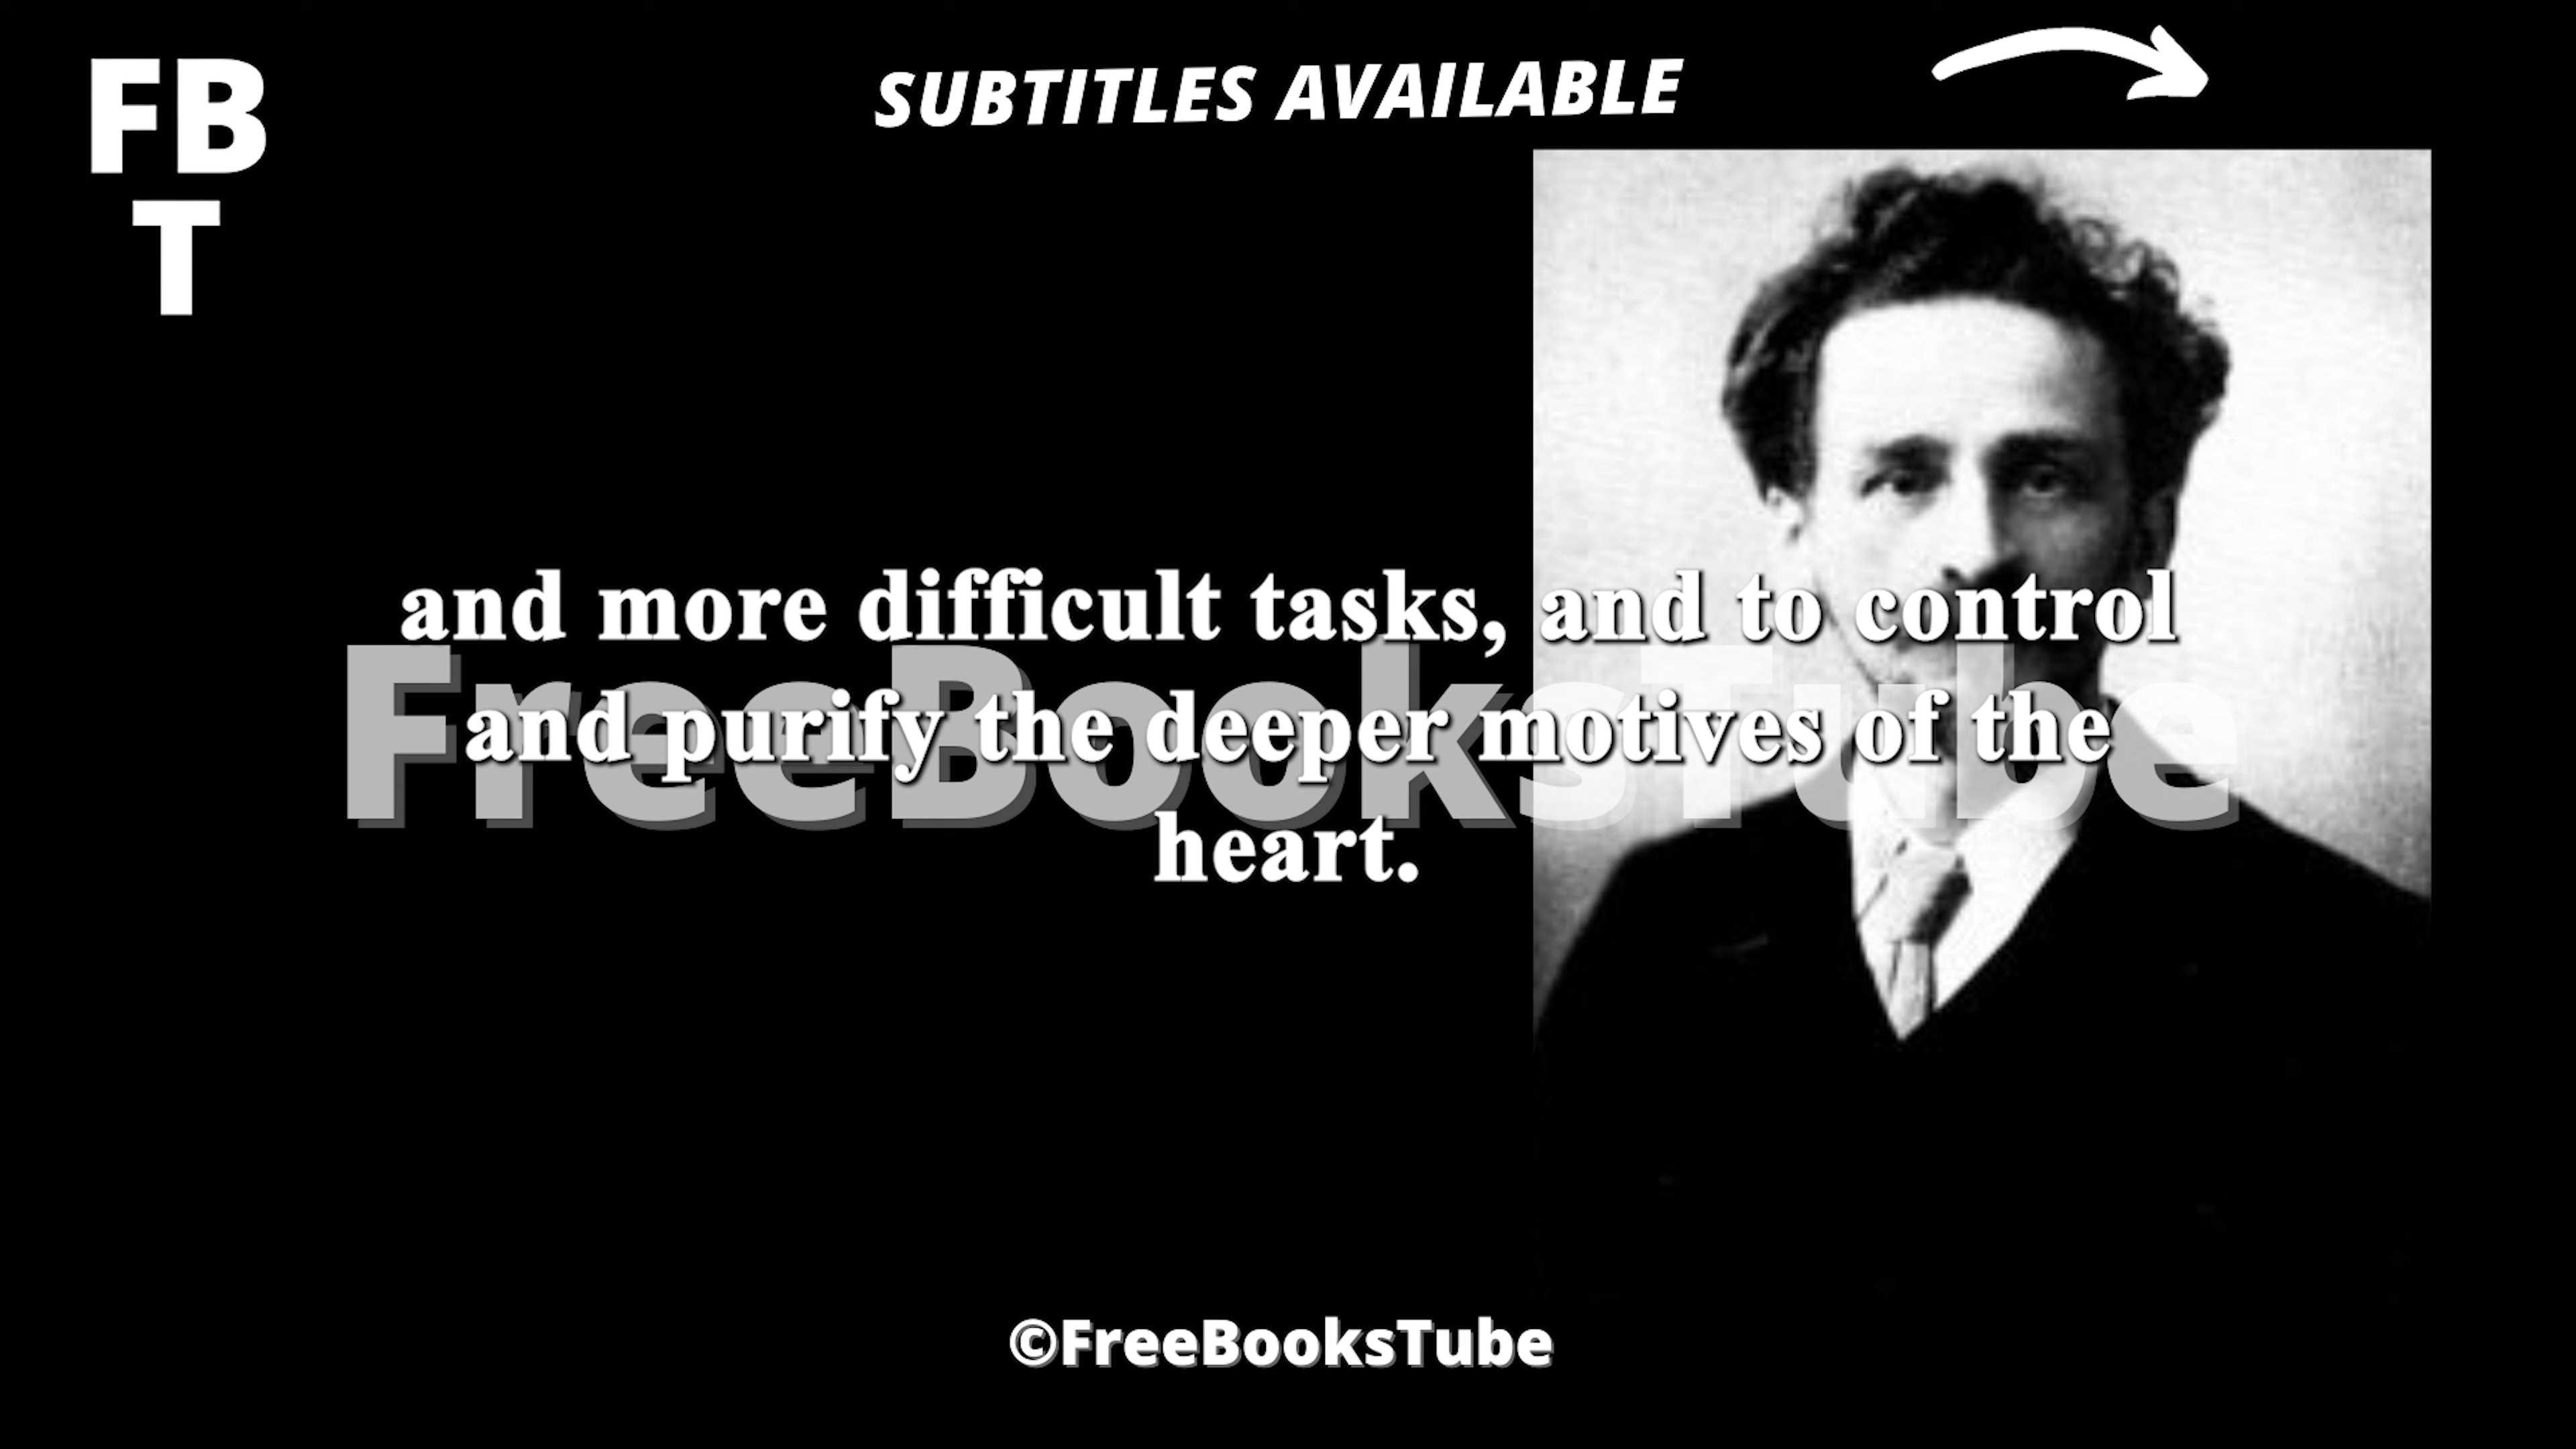 FB
T
SUBTITLES AVAILABLE
and more difficult tasks, and to control
and purify the deeper motives of the
heart.
FreeBooksTube
©FreeBooksTube